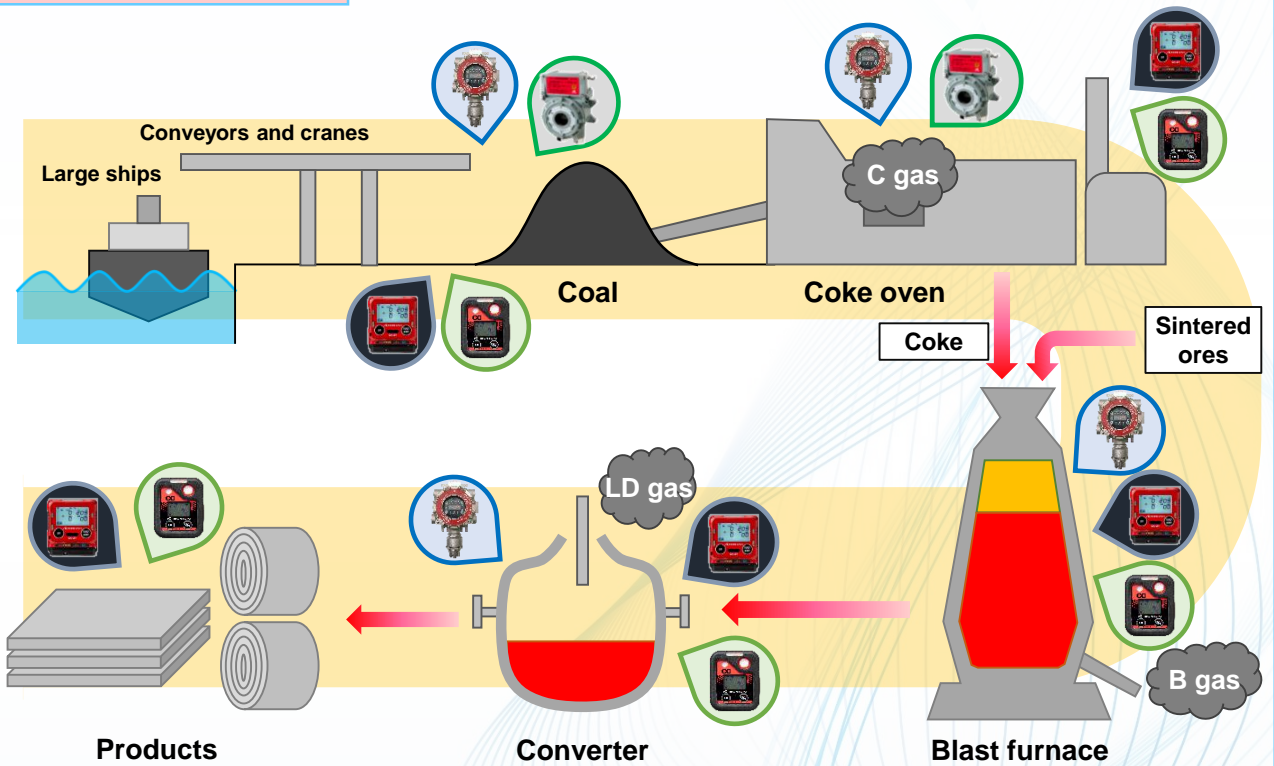 Conveyors and cranes
Large ships
C gas
Coal
Coke oven
Coke
Sintered
ores
LD gas
B gas
Products
Converter
Blast furnace